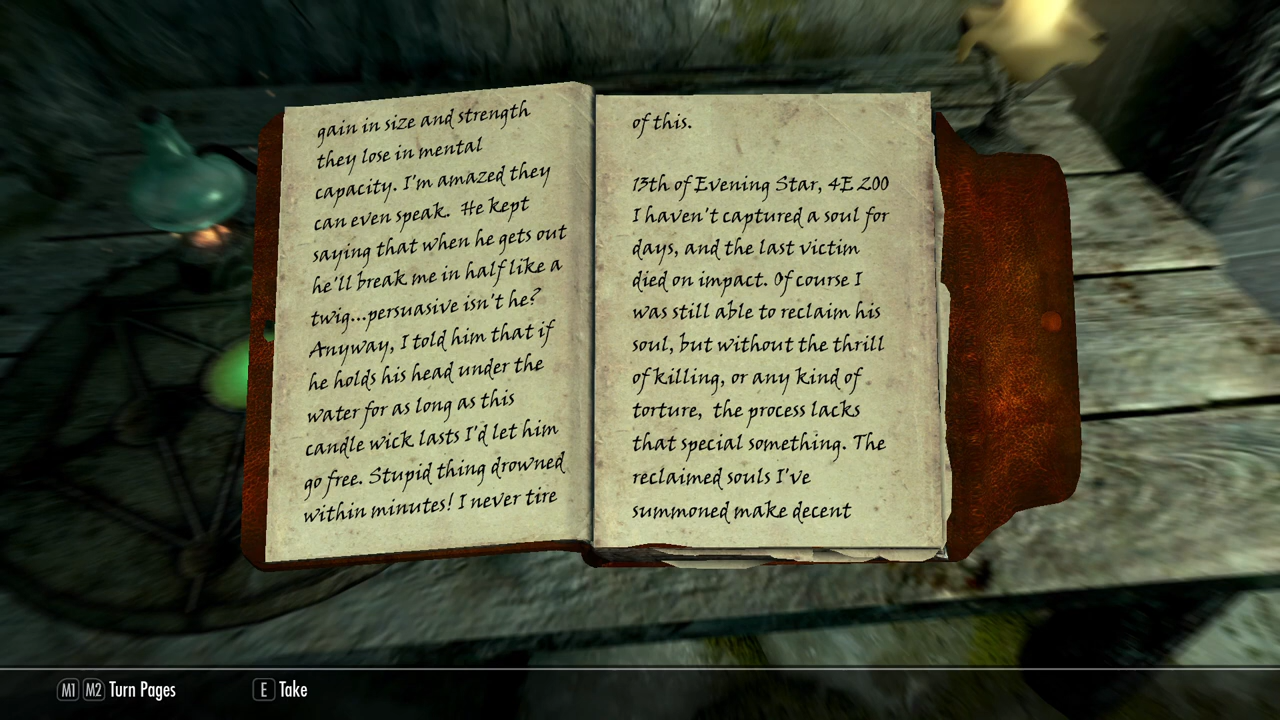 gain in size and strength
they lose in mental
capacity. I'm amazed they
can even speak. He kept
saying that when he gets out
he'll break me in half like a
twig...persuasive isn't he?
Anyway, I told him that if
he holds his head under the
water for as long as this
candle wick lasts I'd let him
go free. Stupid thing drowned
within minutes! I never tire
of this.
13th of Evening Star, 4E 200
I haven't captured a soul for
days, and the last victim
died on impact. Of course I
was still able to reclaim his
soul, but without the thrill
of killing, or any kind of
torture, the process lacks
that special something. The
reclaimed souls I've
summoned make decent
M1 M2 Turn Pages
E Take